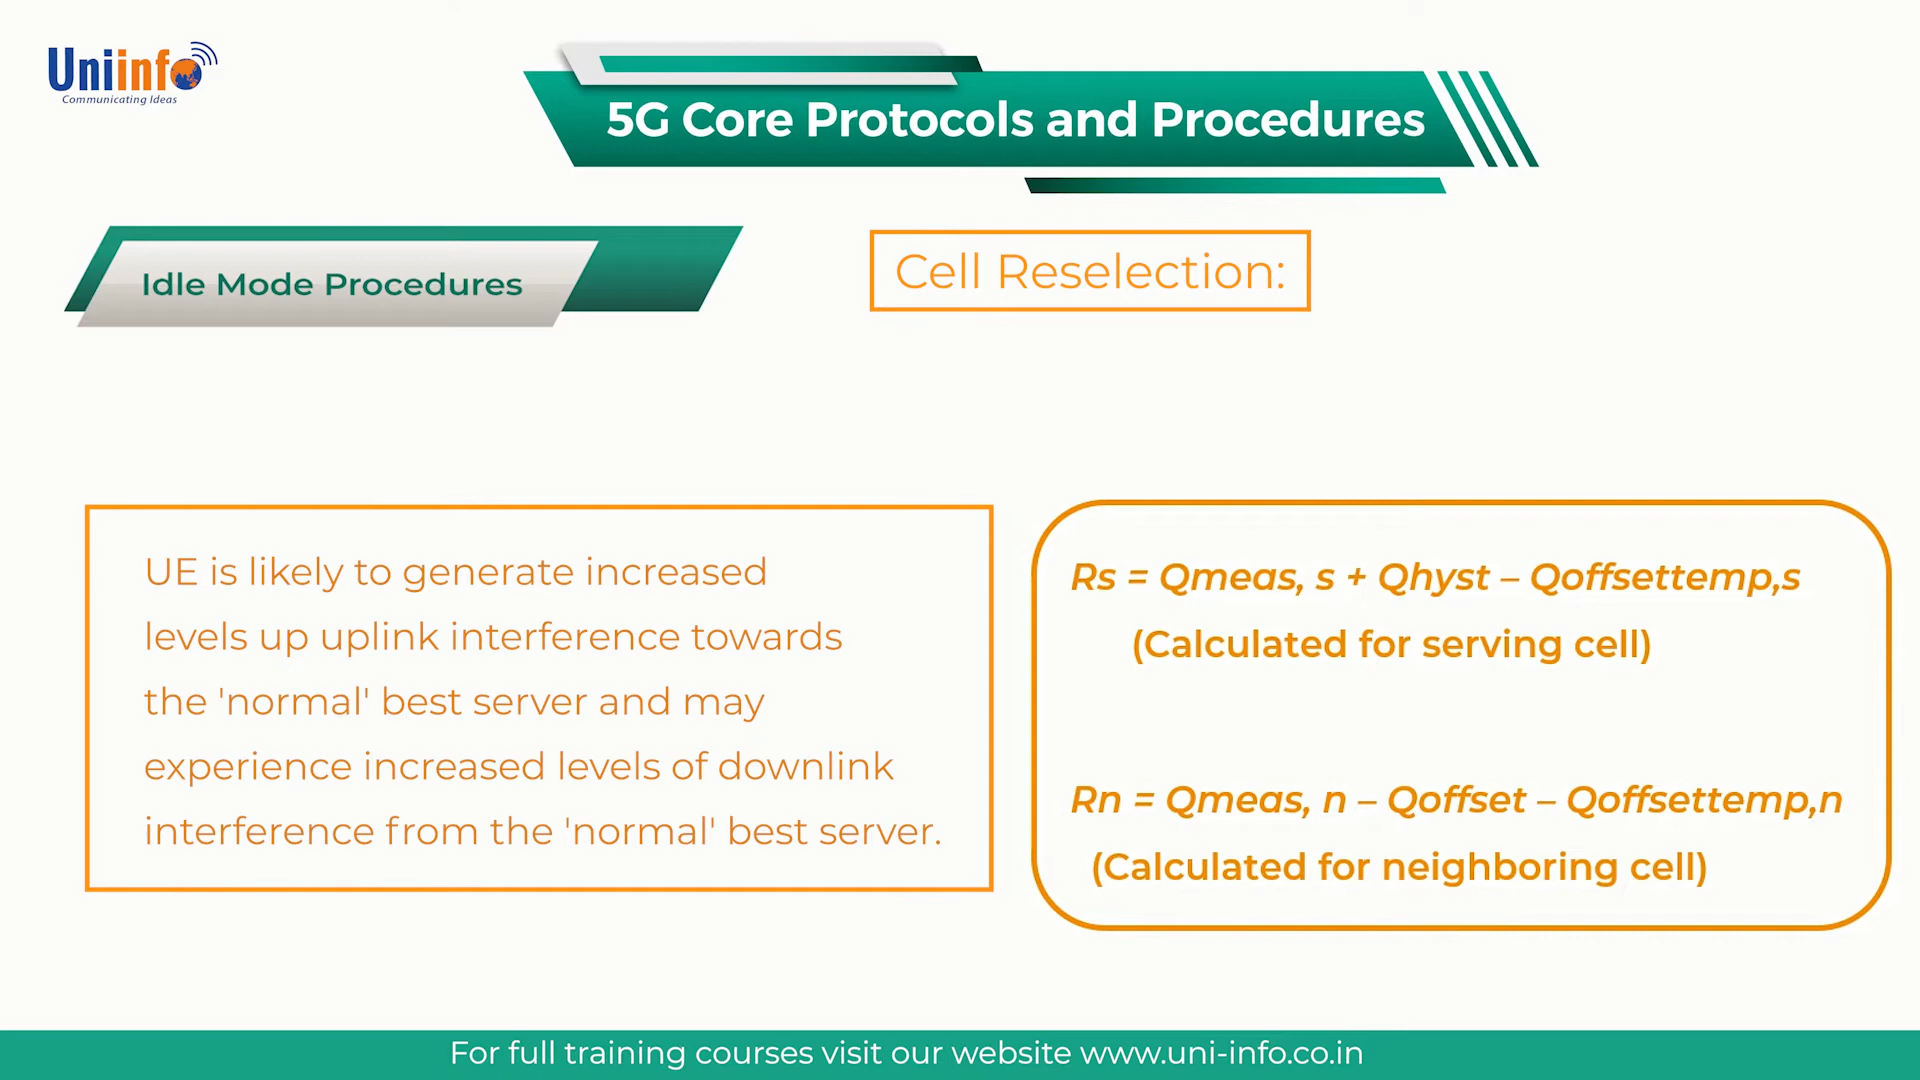 Uniinfo
Communicating Ideas
5G Core Protocols and Procedures
Idle Mode Procedures
Cell Reselection:
UE is likely to generate increased
levels up uplink interference towards
the 'normal' best server and may
experience increased levels of downlink
interference from the 'normal' best server.
Rs = Qmeas, s + Qhyst – Qoffsettemp,s
(Calculated for serving cell)
Rn = Qmeas, n – Qoffset – Qoffsettemp,n
(Calculated for neighboring cell)
For full training courses visit our website www.uni-info.co.in